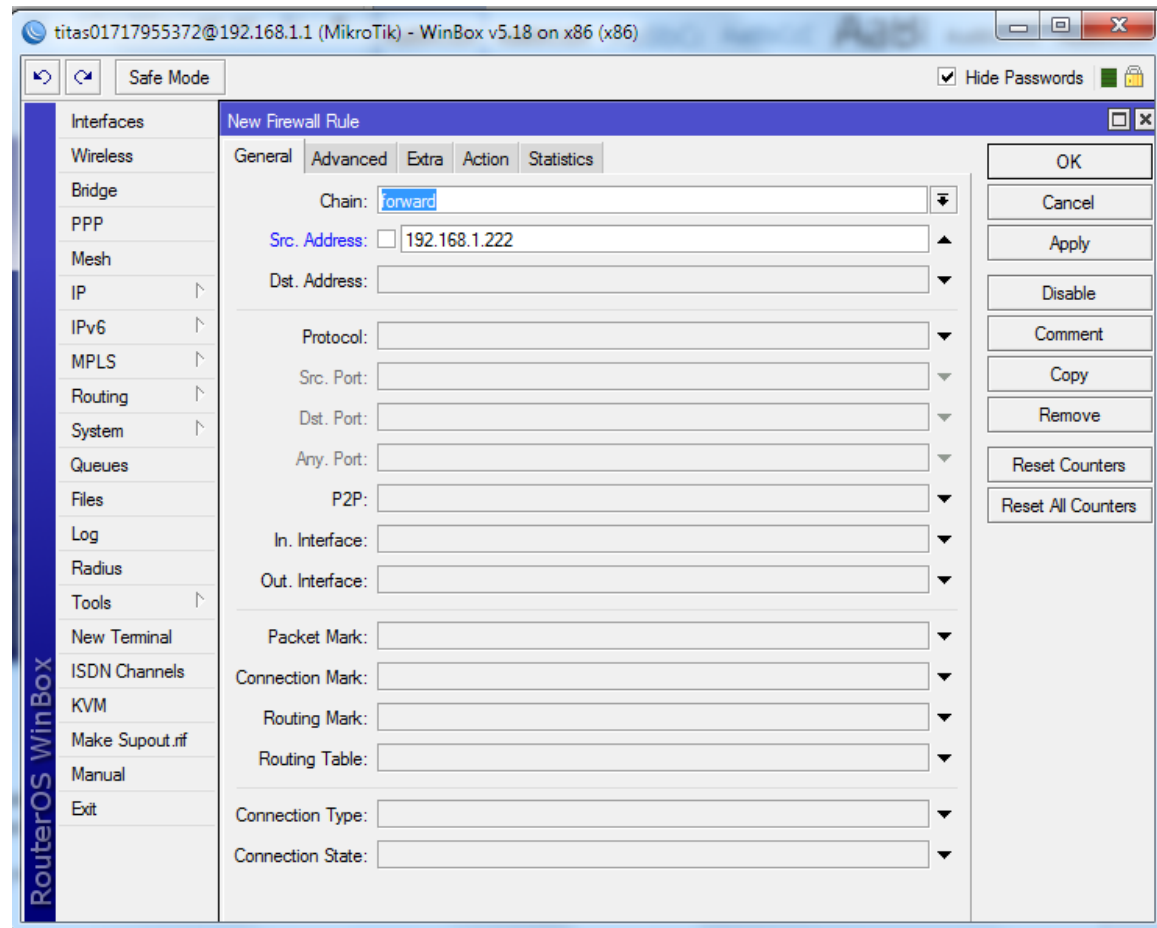 titas01717955372@192.168.1.1 (MikroTik) - WinBox v5.18 on x86 (x86)
Safe Mode
Hide Passwords
RouterOS WinBox
Interfaces
Wireless
Bridge
PPP
Mesh
IP
IPv6
MPLS
Routing
System
Queues
Files
Log
Radius
Tools
New Terminal
ISDN Channels
KVM
Make Supout.rif
Manual
Exit
New Firewall Rule
General Advanced Extra Action Statistics
Chain: forward
Src. Address: 192.168.1.222
Dst. Address:
Protocol:
Src. Port:
Dst. Port:
Any. Port:
P2P:
In. Interface:
Out. Interface:
Packet Mark:
Connection Mark:
Routing Mark:
Routing Table:
Connection Type:
Connection State:
OK
Cancel
Apply
Disable
Comment
Copy
Remove
Reset Counters
Reset All Counters